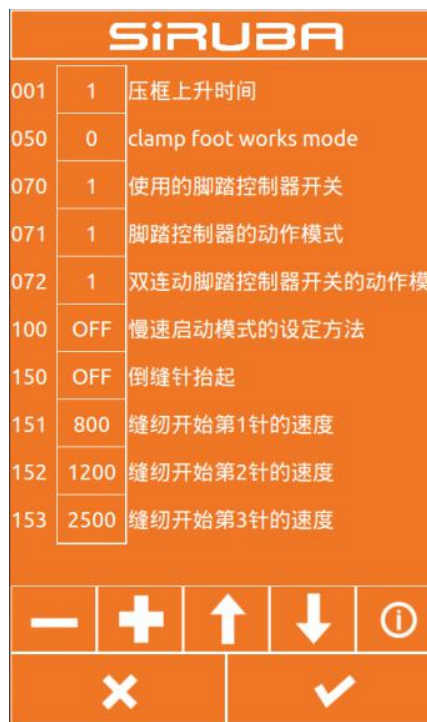 SiRUBA
001 1 压框上升时间
050 0 clamp foot works mode
070 1 使用的脚踏控制器开关
071 1 脚踏控制器的动作模式
072 1 双连动脚踏控制器开关的动作模
100 OFF 慢速启动模式的设定方法
150 OFF 倒缝针抬起
151 800 缝纫开始第1针的速度
152 1200 缝纫开始第2针的速度
153 2500 缝纫开始第3针的速度